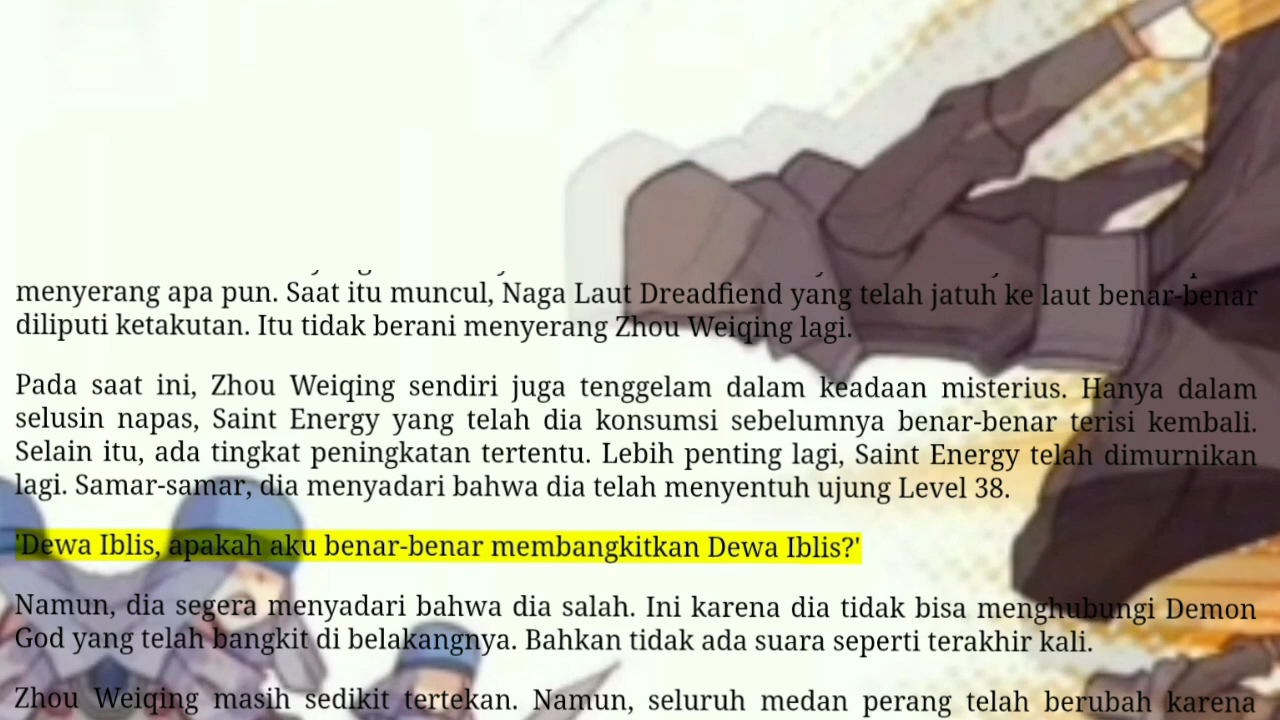 menyerang apa pun. Saat itu muncul, Naga Laut Dreadfiend yang telah jatuh ke laut benar-benar
diliputi ketakutan. Itu tidak berani menyerang Zhou Weiqing lagi.
Pada saat ini, Zhou Weiqing sendiri juga tenggelam dalam keadaan misterius. Hanya dalam
selusin napas, Saint Energy yang telah dia konsumsi sebelumnya benar-benar terisi kembali.
Selain itu, ada tingkat peningkatan tertentu. Lebih penting lagi, Saint Energy telah dimurnikan
lagi. Samar-samar, dia menyadari bahwa dia telah menyentuh ujung Level 38.
'Dewa Iblis, apakah aku benar-benar membangkitkan Dewa Iblis?'
Namun, dia segera menyadari bahwa dia salah. Ini karena dia tidak bisa menghubungi Demon
God yang telah bangkit di belakangnya. Bahkan tidak ada suara seperti terakhir kali.
Zhou Weiqing masih sedikit tertekan. Namun, seluruh medan perang telah berubah karena